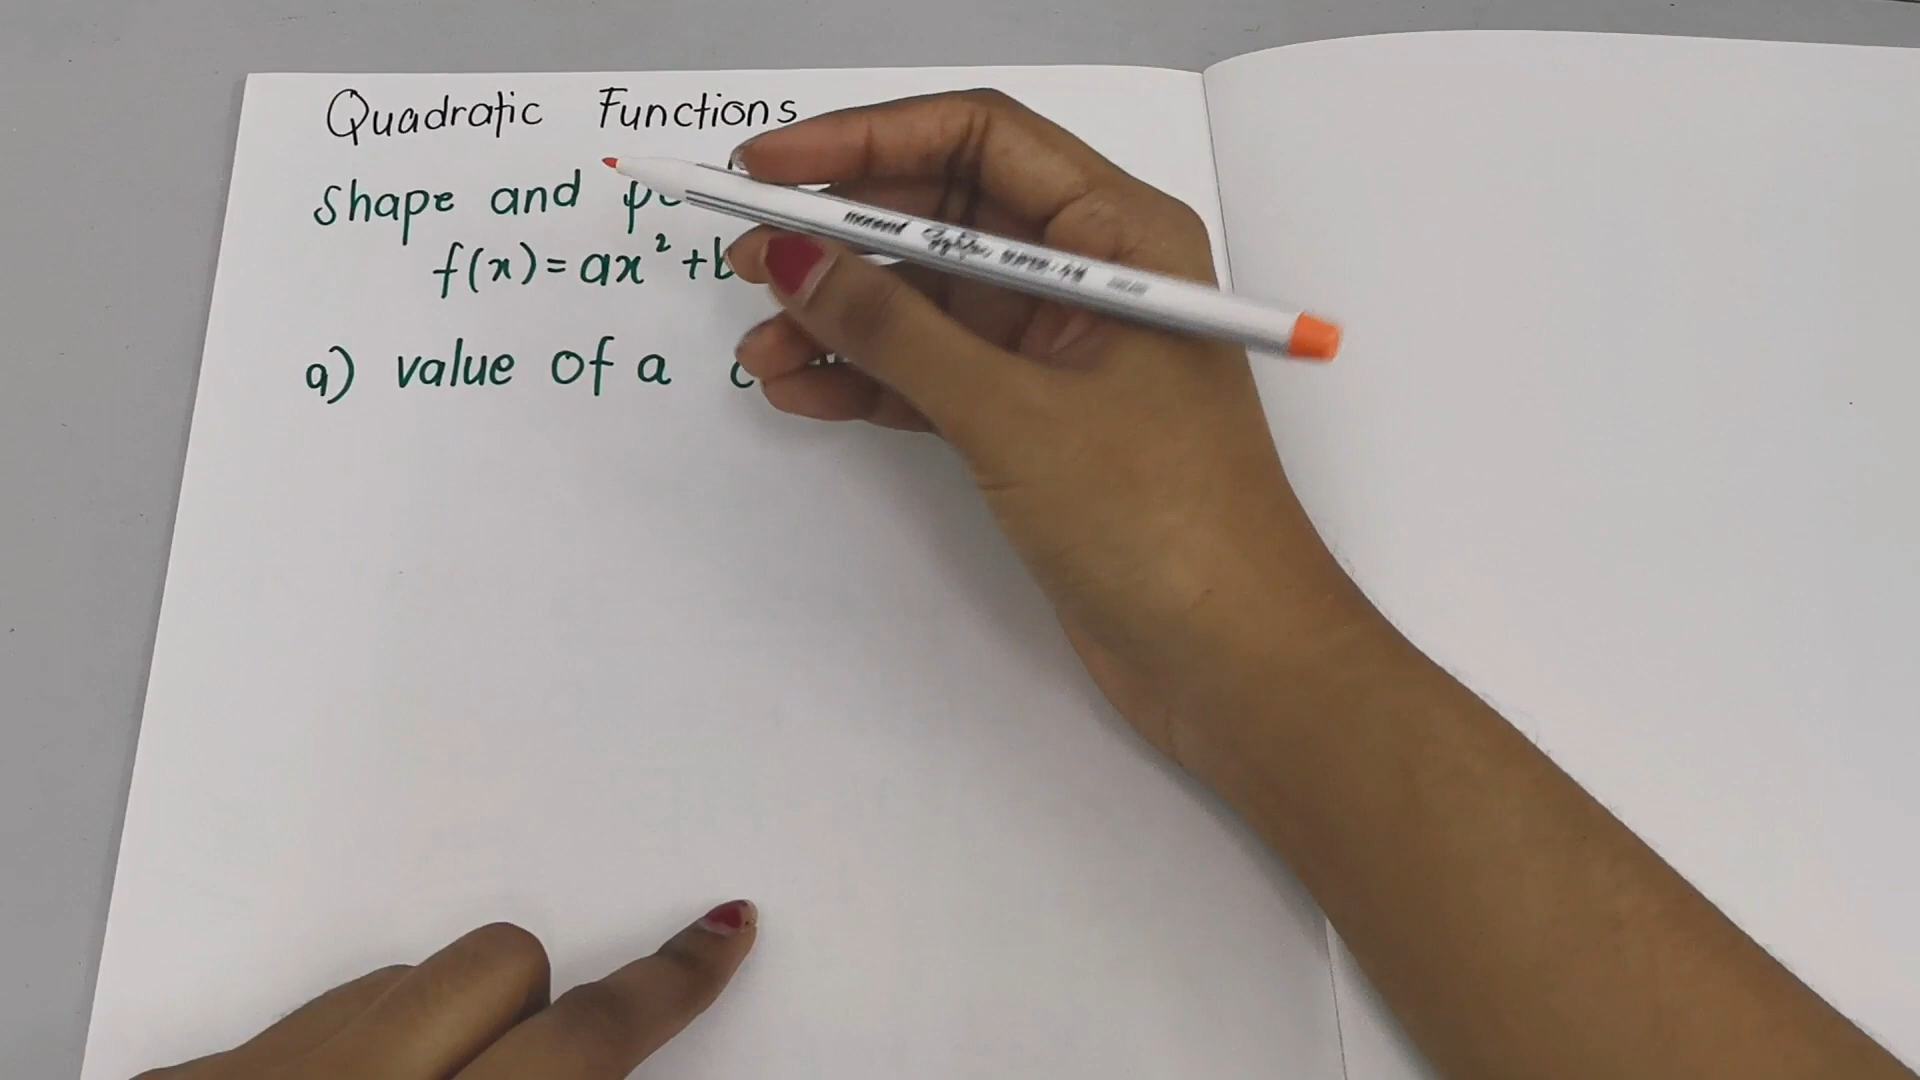 Quadratic Functions
Shape and
f(x) = ax² + b
a) value of a